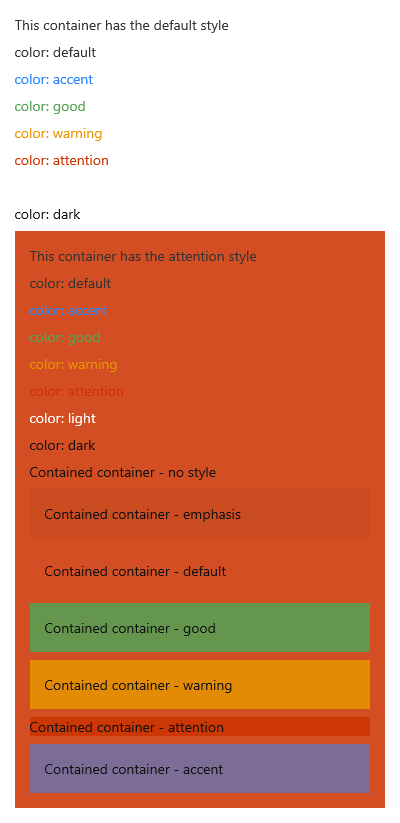 This container has the default style
color: default
color: accent
color: good
color: warning
color: attention
color: dark
This container has the attention style
color: default
color: accent
color: good
color: warning
color: attention
color: light
color: dark
Contained container - no style
Contained container - emphasis
Contained container - default
Contained container - good
Contained container - warning
Contained container - attention
Contained container - accent